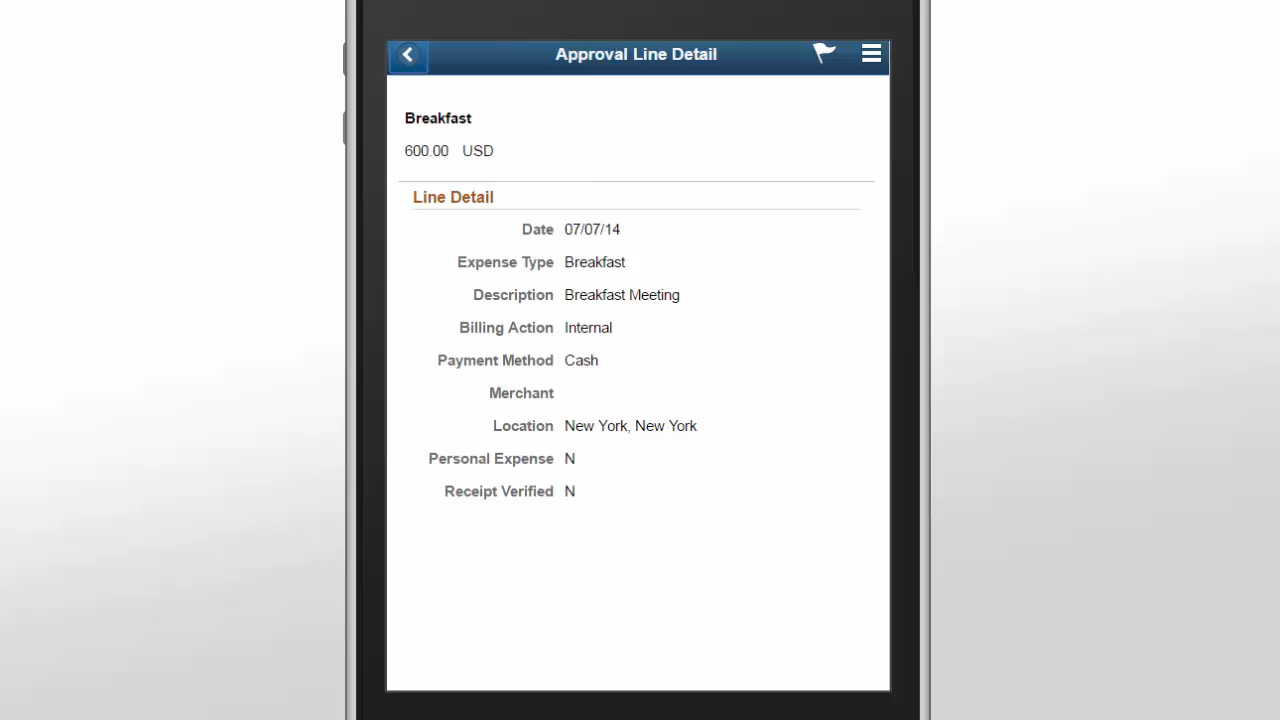 Approval Line Detail
Breakfast
600.00 USD
Line Detail
Date 07/07/14
Expense Type Breakfast
Description Breakfast Meeting
Billing Action Internal
Payment Method Cash
Merchant
Location New York, New York
Personal Expense N
Receipt Verified N